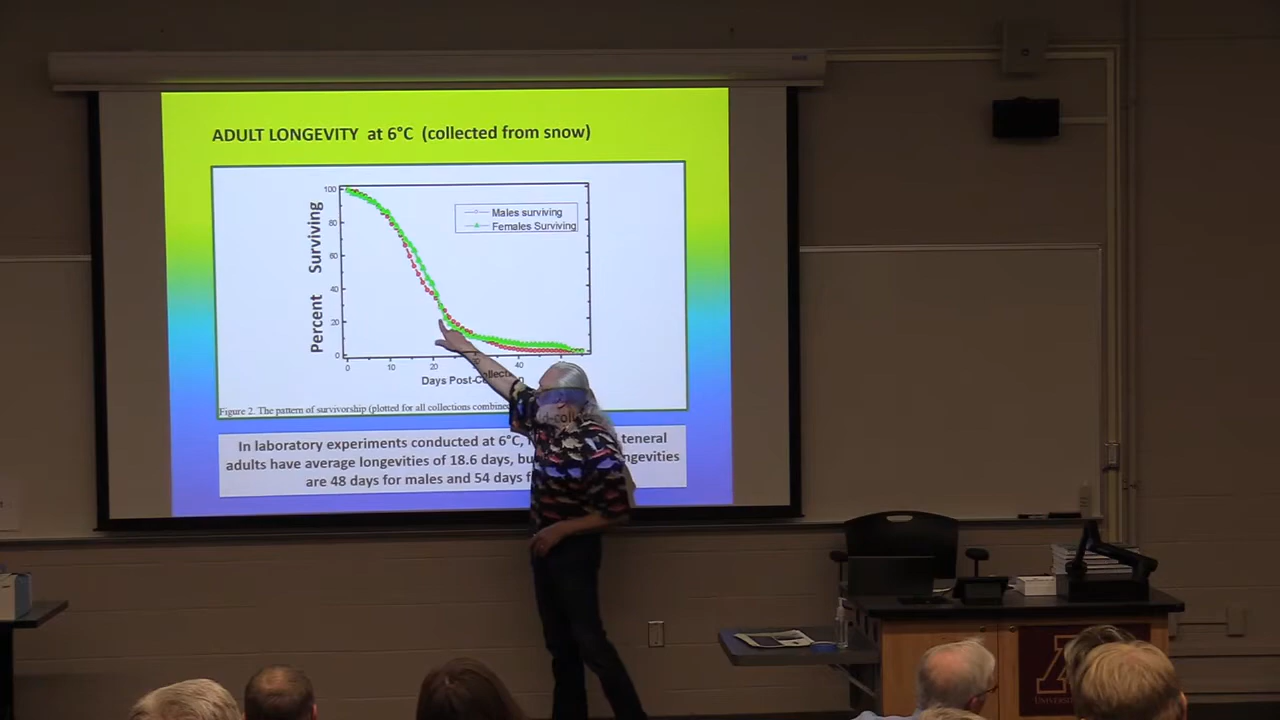 ADULT LONGEVITY at 6°C (collected from snow)
100
80
60
40
20
0
Percent Surviving
Males surviving
Females Surviving
0 10 20 30 40
Days Post-Collection
Figure 2. The pattern of survivorship (plotted for all collections combined
In laboratory experiments conducted at 6°C, teneral
adults have average longevities of 18.6 days,
are 48 days for males and 54 days